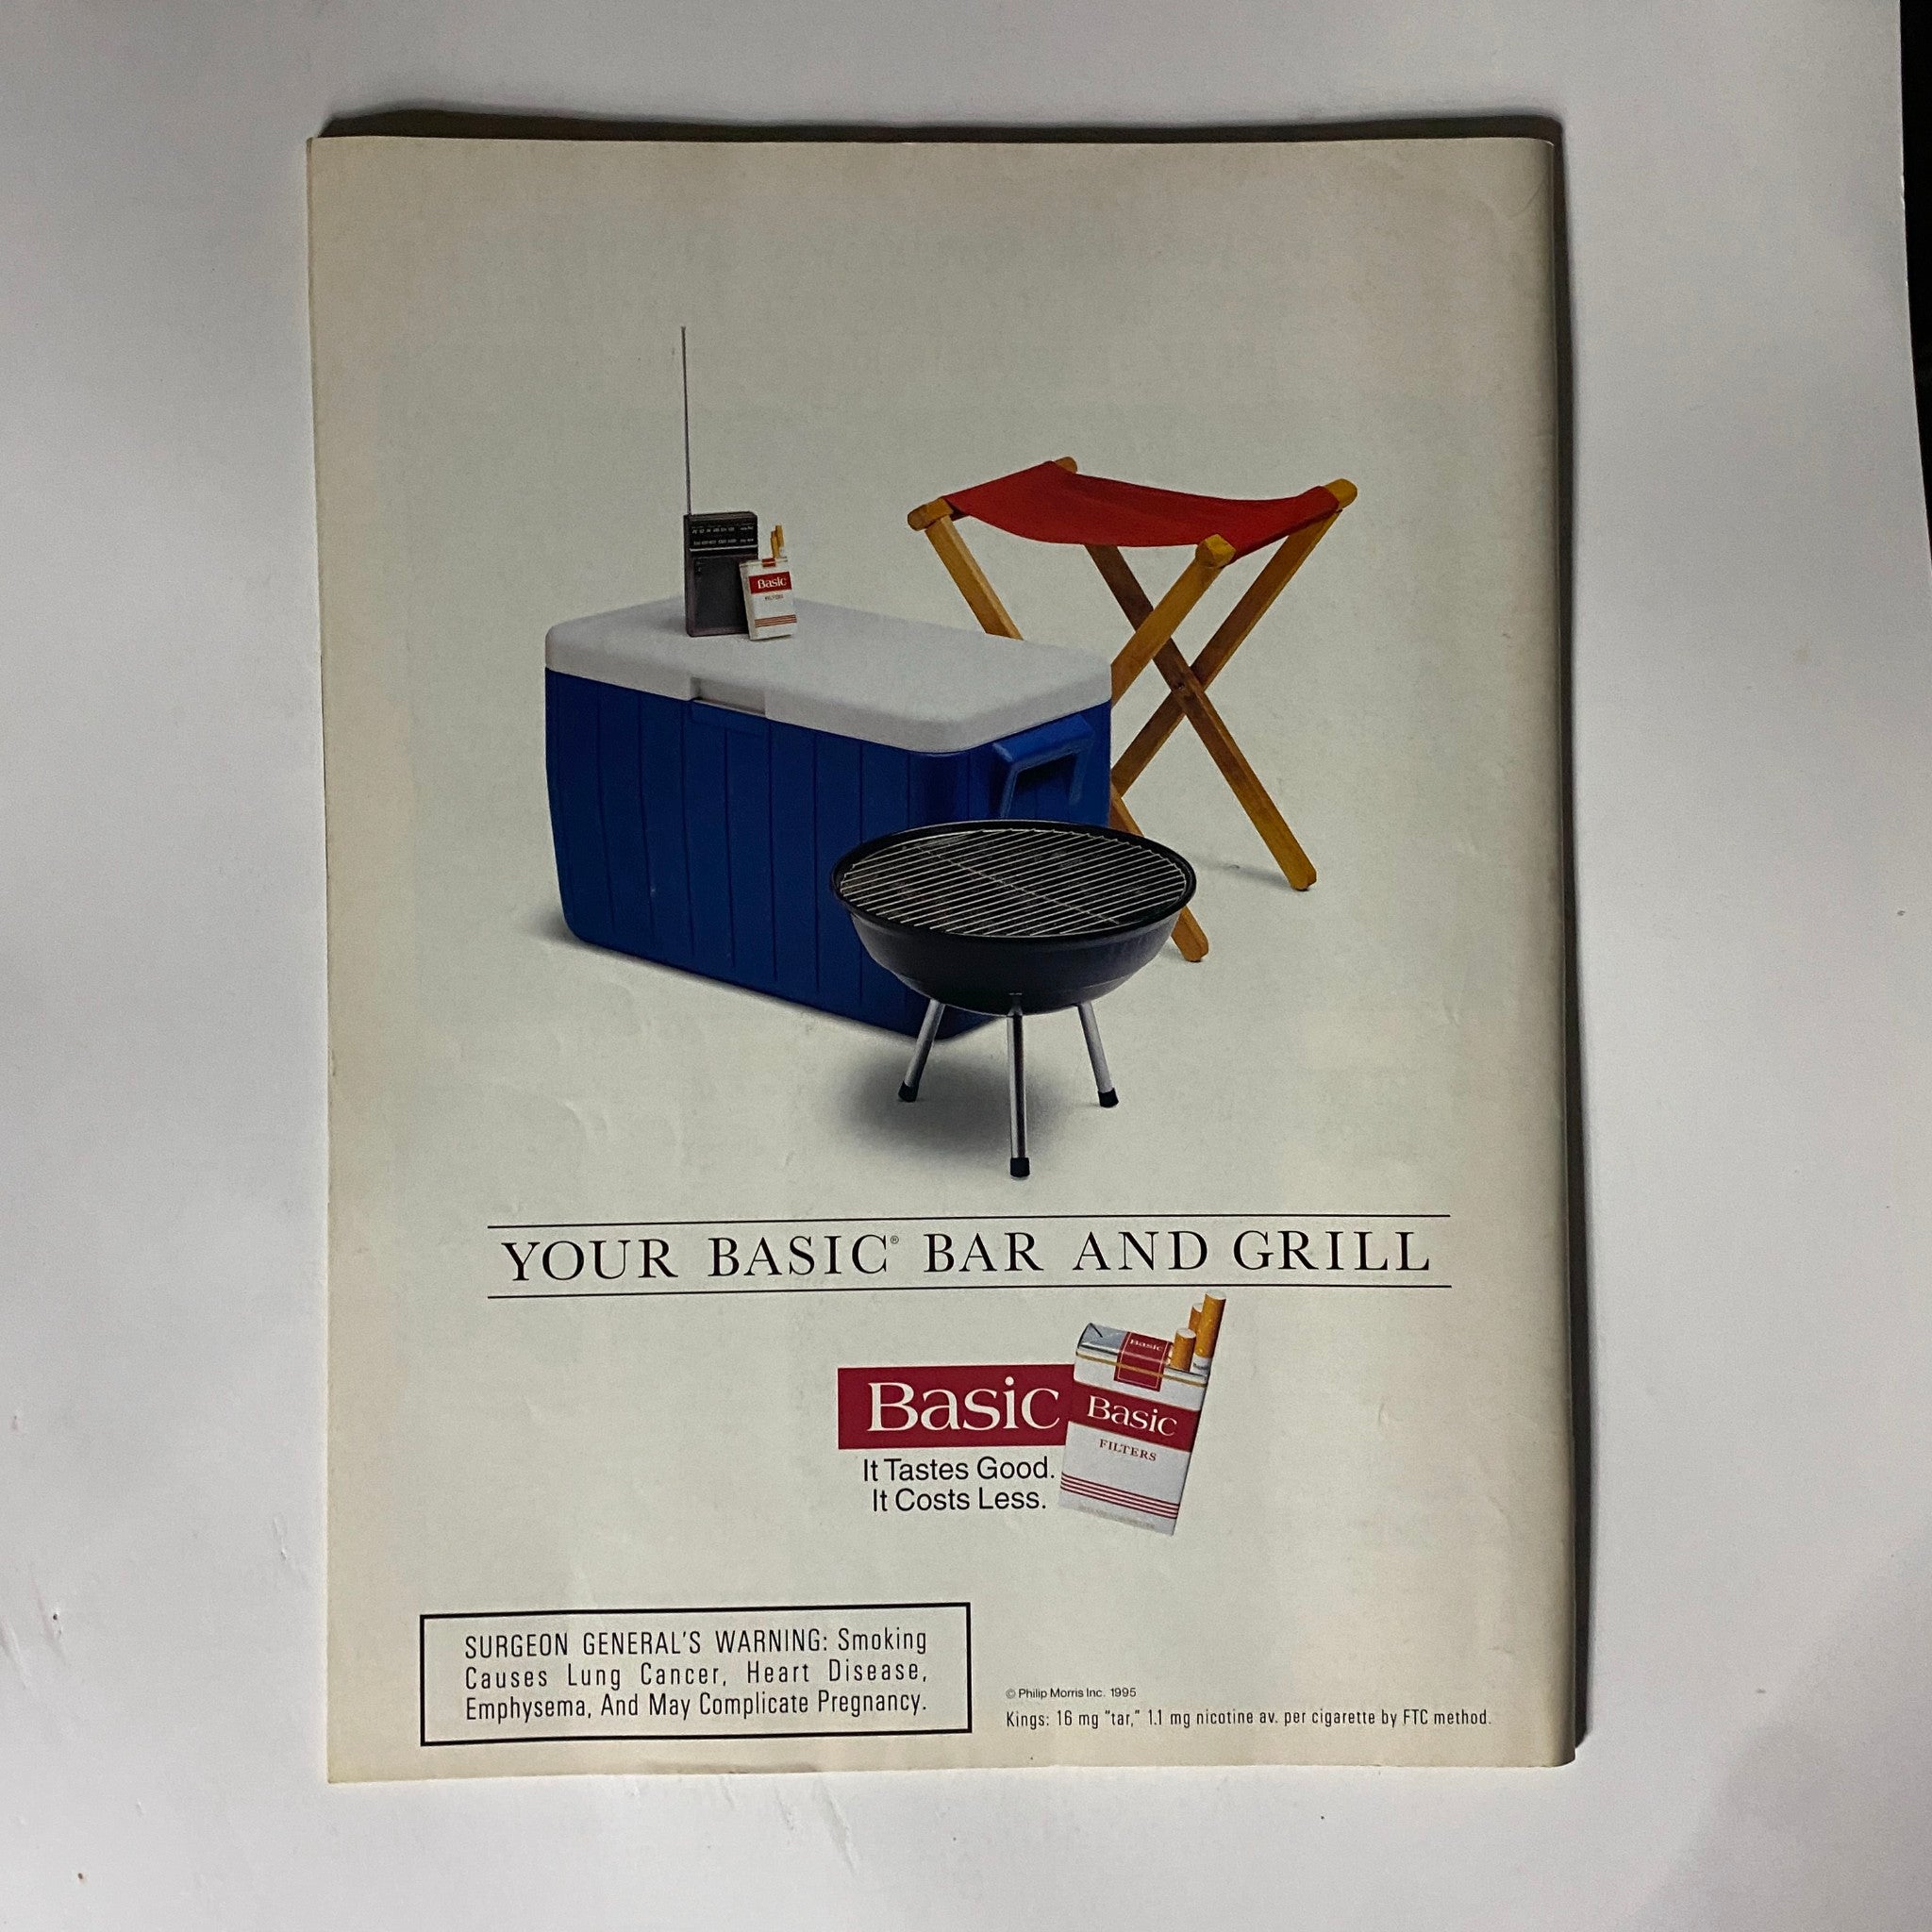 Basic
FILTERS
YOUR BASIC® BAR AND GRILL
Basic
Basic
It Tastes Good.
It Costs Less.
Basic
FILTERS
SURGEON GENERAL'S WARNING: Smoking
Causes Lung Cancer, Heart Disease,
Emphysema, And May Complicate Pregnancy.
© Philip Morris Inc. 1995
Kings: 16 mg "tar," 1.1 mg nicotine av. per cigarette by FTC method.